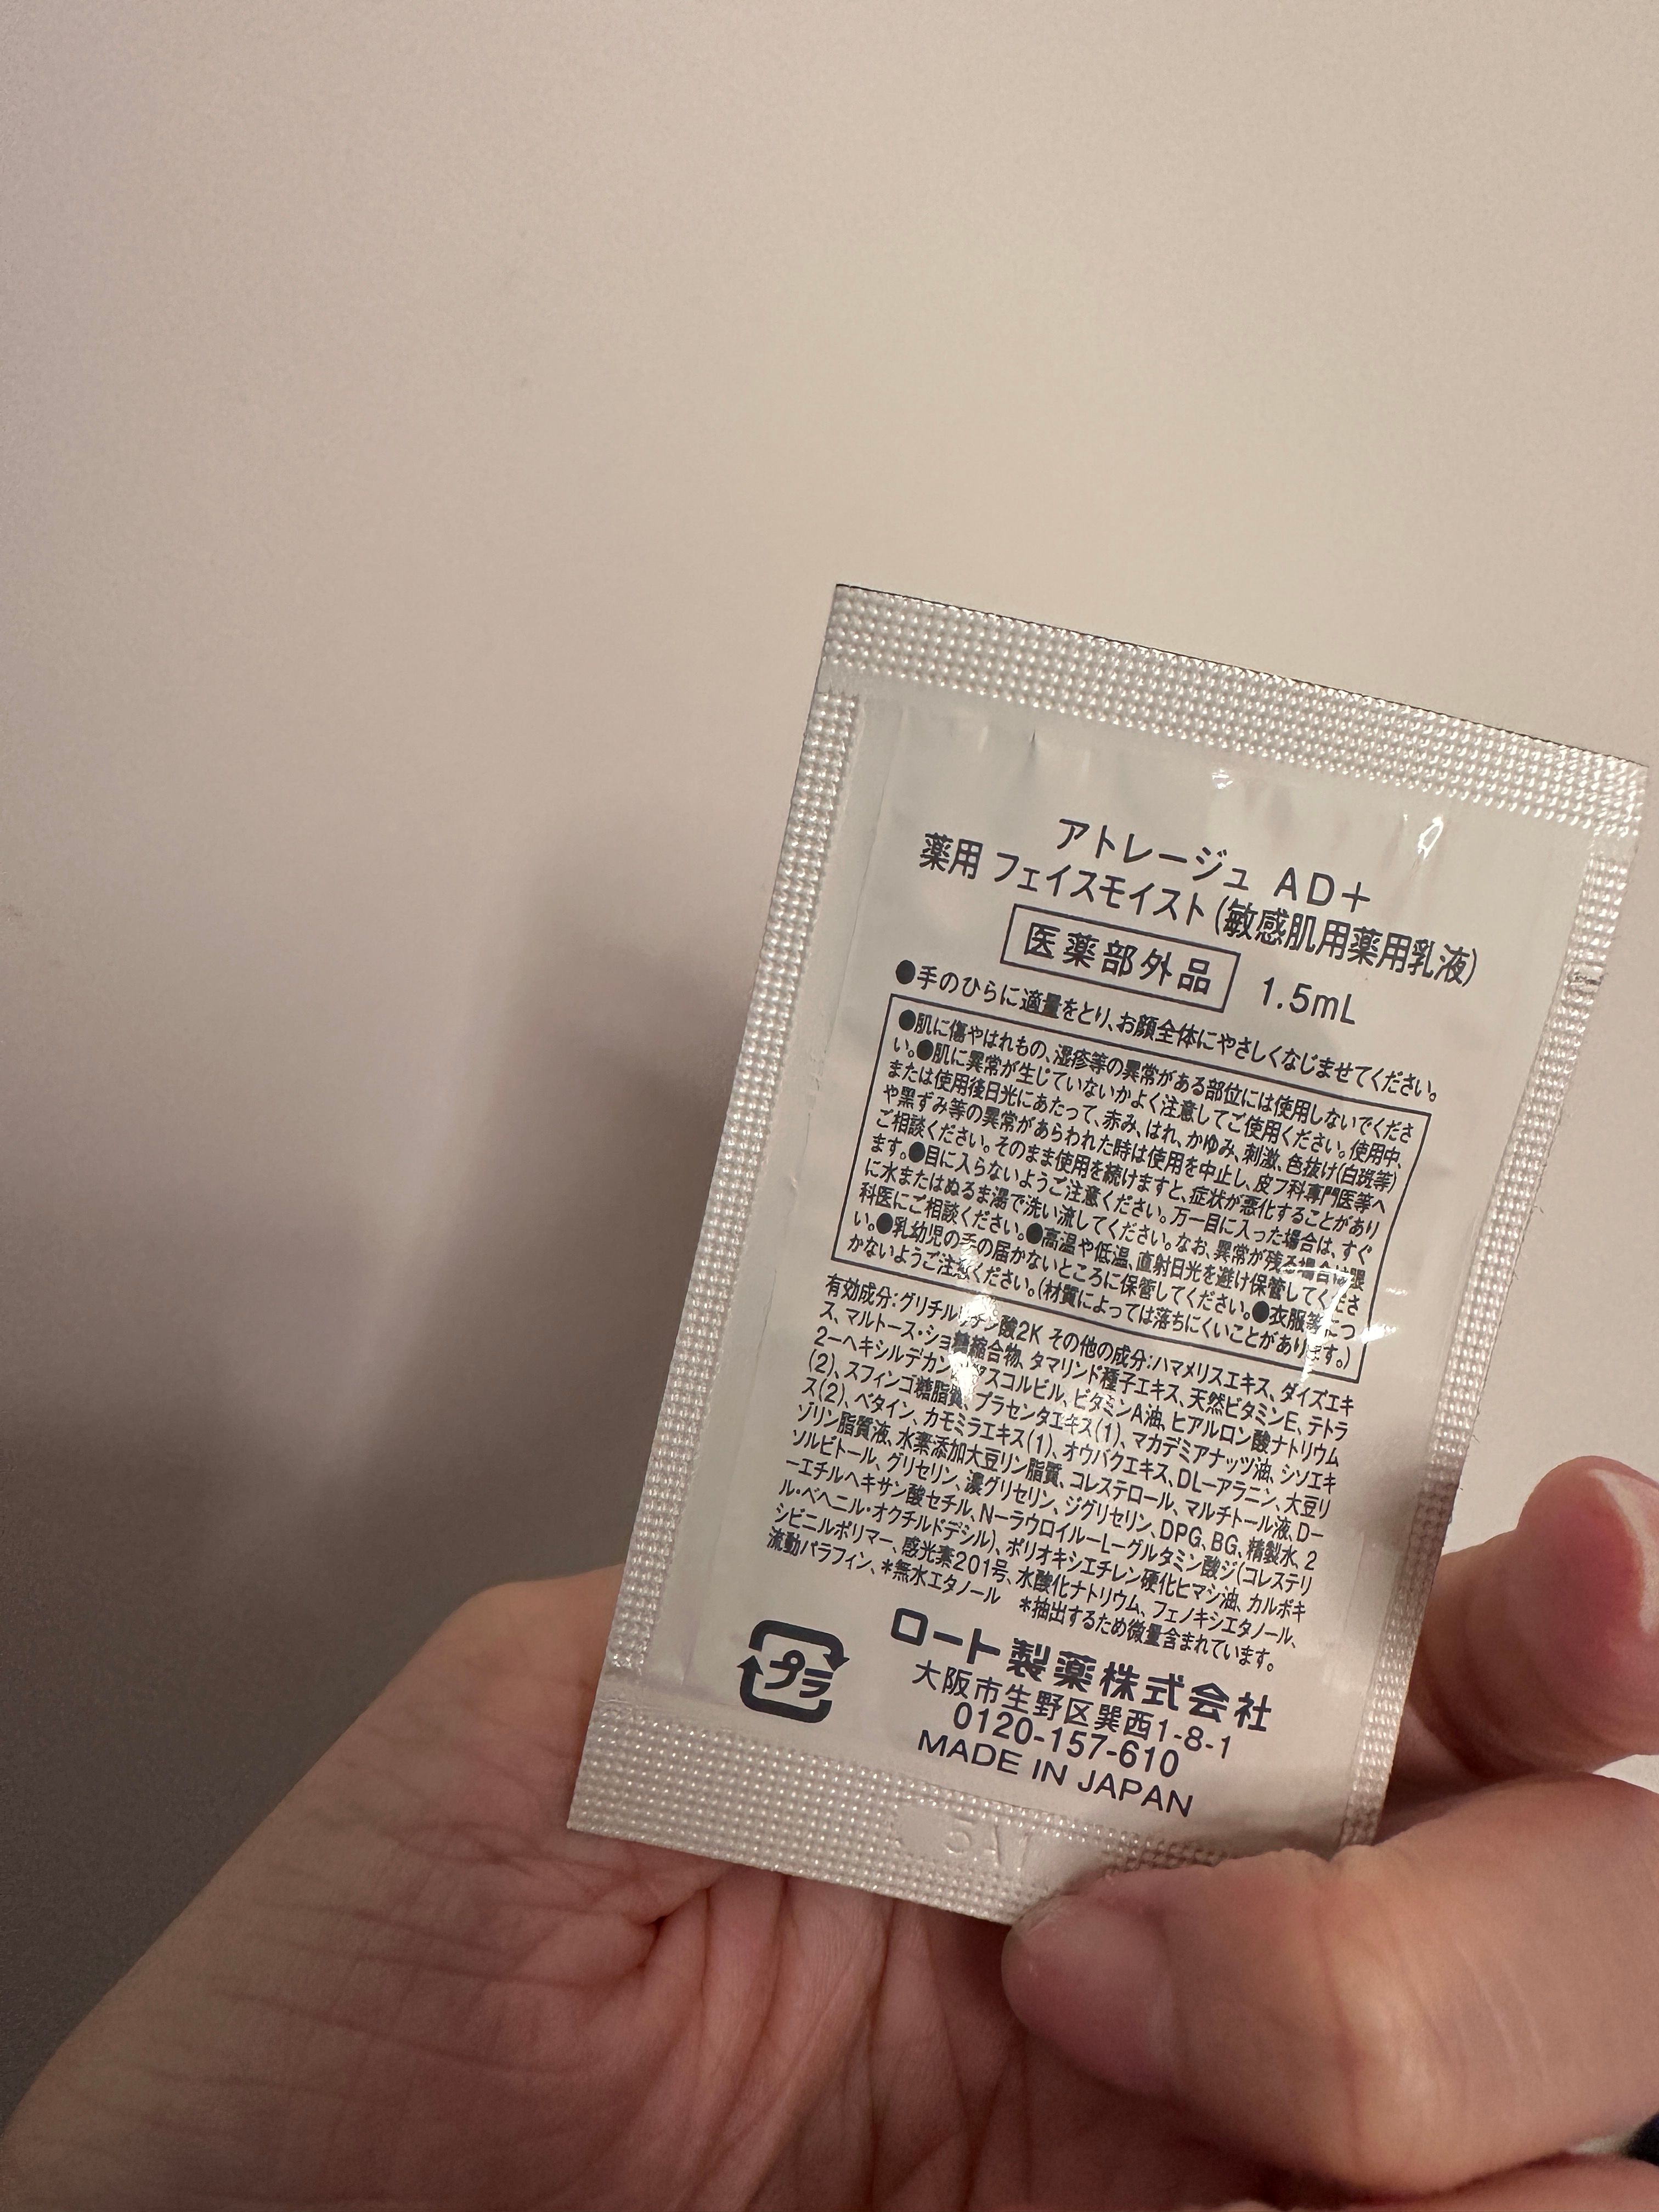 アトレージュ AD＋
薬用 フェイスモイスト(敏感肌用薬用乳液)
医薬部外品 1.5mL
●手のひらに適量をとり、お顔全体にやさしくなじませてください。
●肌に傷やはれもの、湿疹等の異常がある部位には使用しないでくださ
い。●肌に異常が生じていないかよく注意してご使用ください。使用中、
または使用後日光にあたって、赤み、はれ、かゆみ、刺激、色抜け(白斑等)
や黒ずみ等の異常があらわれた時は使用を中止し、皮フ科専門医等へ
ご相談ください。そのまま使用を続けますと、症状が悪化することがあり
ます。●目に入らないようご注意ください。万一目に入った場合は、すぐ
に水またはぬるま湯で洗い流してください。なお、異常が残る場合は眼
科医にご相談ください。●高温や低温、直射日光を避け保管してくださ
い。●乳幼児の手の届かないところに保管してください。●衣服等につ
かないようご注意ください。(材質によっては落ちにくいことがあります。)
有効成分:グリチルリチン酸2K その他の成分:ハマメリスエキス、ダイズエキ
ス、マルトース・ショ糖縮合物、タマリンド種子エキス、天然ビタミンE、テトラ
2ーヘキシルデカン酸アスコルビル、ビタミンA油、ヒアルロン酸ナトリウム
(2)、スフィンゴ糖脂質、プラセンタエキス(1)、マカデミアナッツ油、シソエキ
ス(2)、ベタイン、カモミラエキス(1)、オウバクエキス、DLーアラニン、大豆リ
ゾリン脂質液、水素添加大豆リン脂質、コレステロール、マルチトール液、Dー
ソルビトール、グリセリン、濃グリセリン、ジグリセリン、DPG、BG、精製水、2
ーエチルヘキサン酸セチル、NーラウロイルーLーグルタミン酸ジ(コレステリ
ル・ベヘニル・オクチルドデシル)、ポリオキシエチレン硬化ヒマシ油、カルボキ
シビニルポリマー、感光素201号、水酸化ナトリウム、フェノキシエタノール、
流動パラフィン、＊無水エタノール ＊抽出するため微量含まれています。
プラ
ロート製薬株式会社
大阪市生野区巽西1-8-1
0120-157-610
MADE IN JAPAN